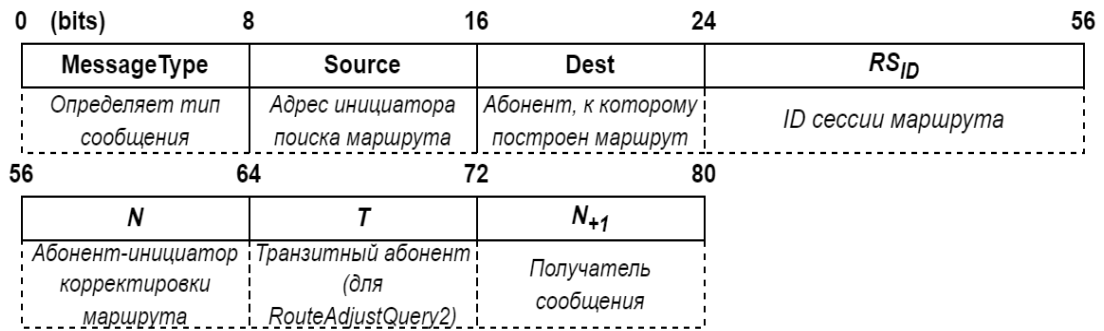 0 (bits) 8 16 24 56
MessageType Source Dest RS_ID
Определяет тип Адрес инициатора Абонент, к которому ID сессии маршрута
сообщения поиска маршрута построен маршрут
56 64 72 80
N T N+1
Абонент-инициатор Транзитный абонент Получатель
корректировки (для сообщения
маршрута RouteAdjustQuery2)